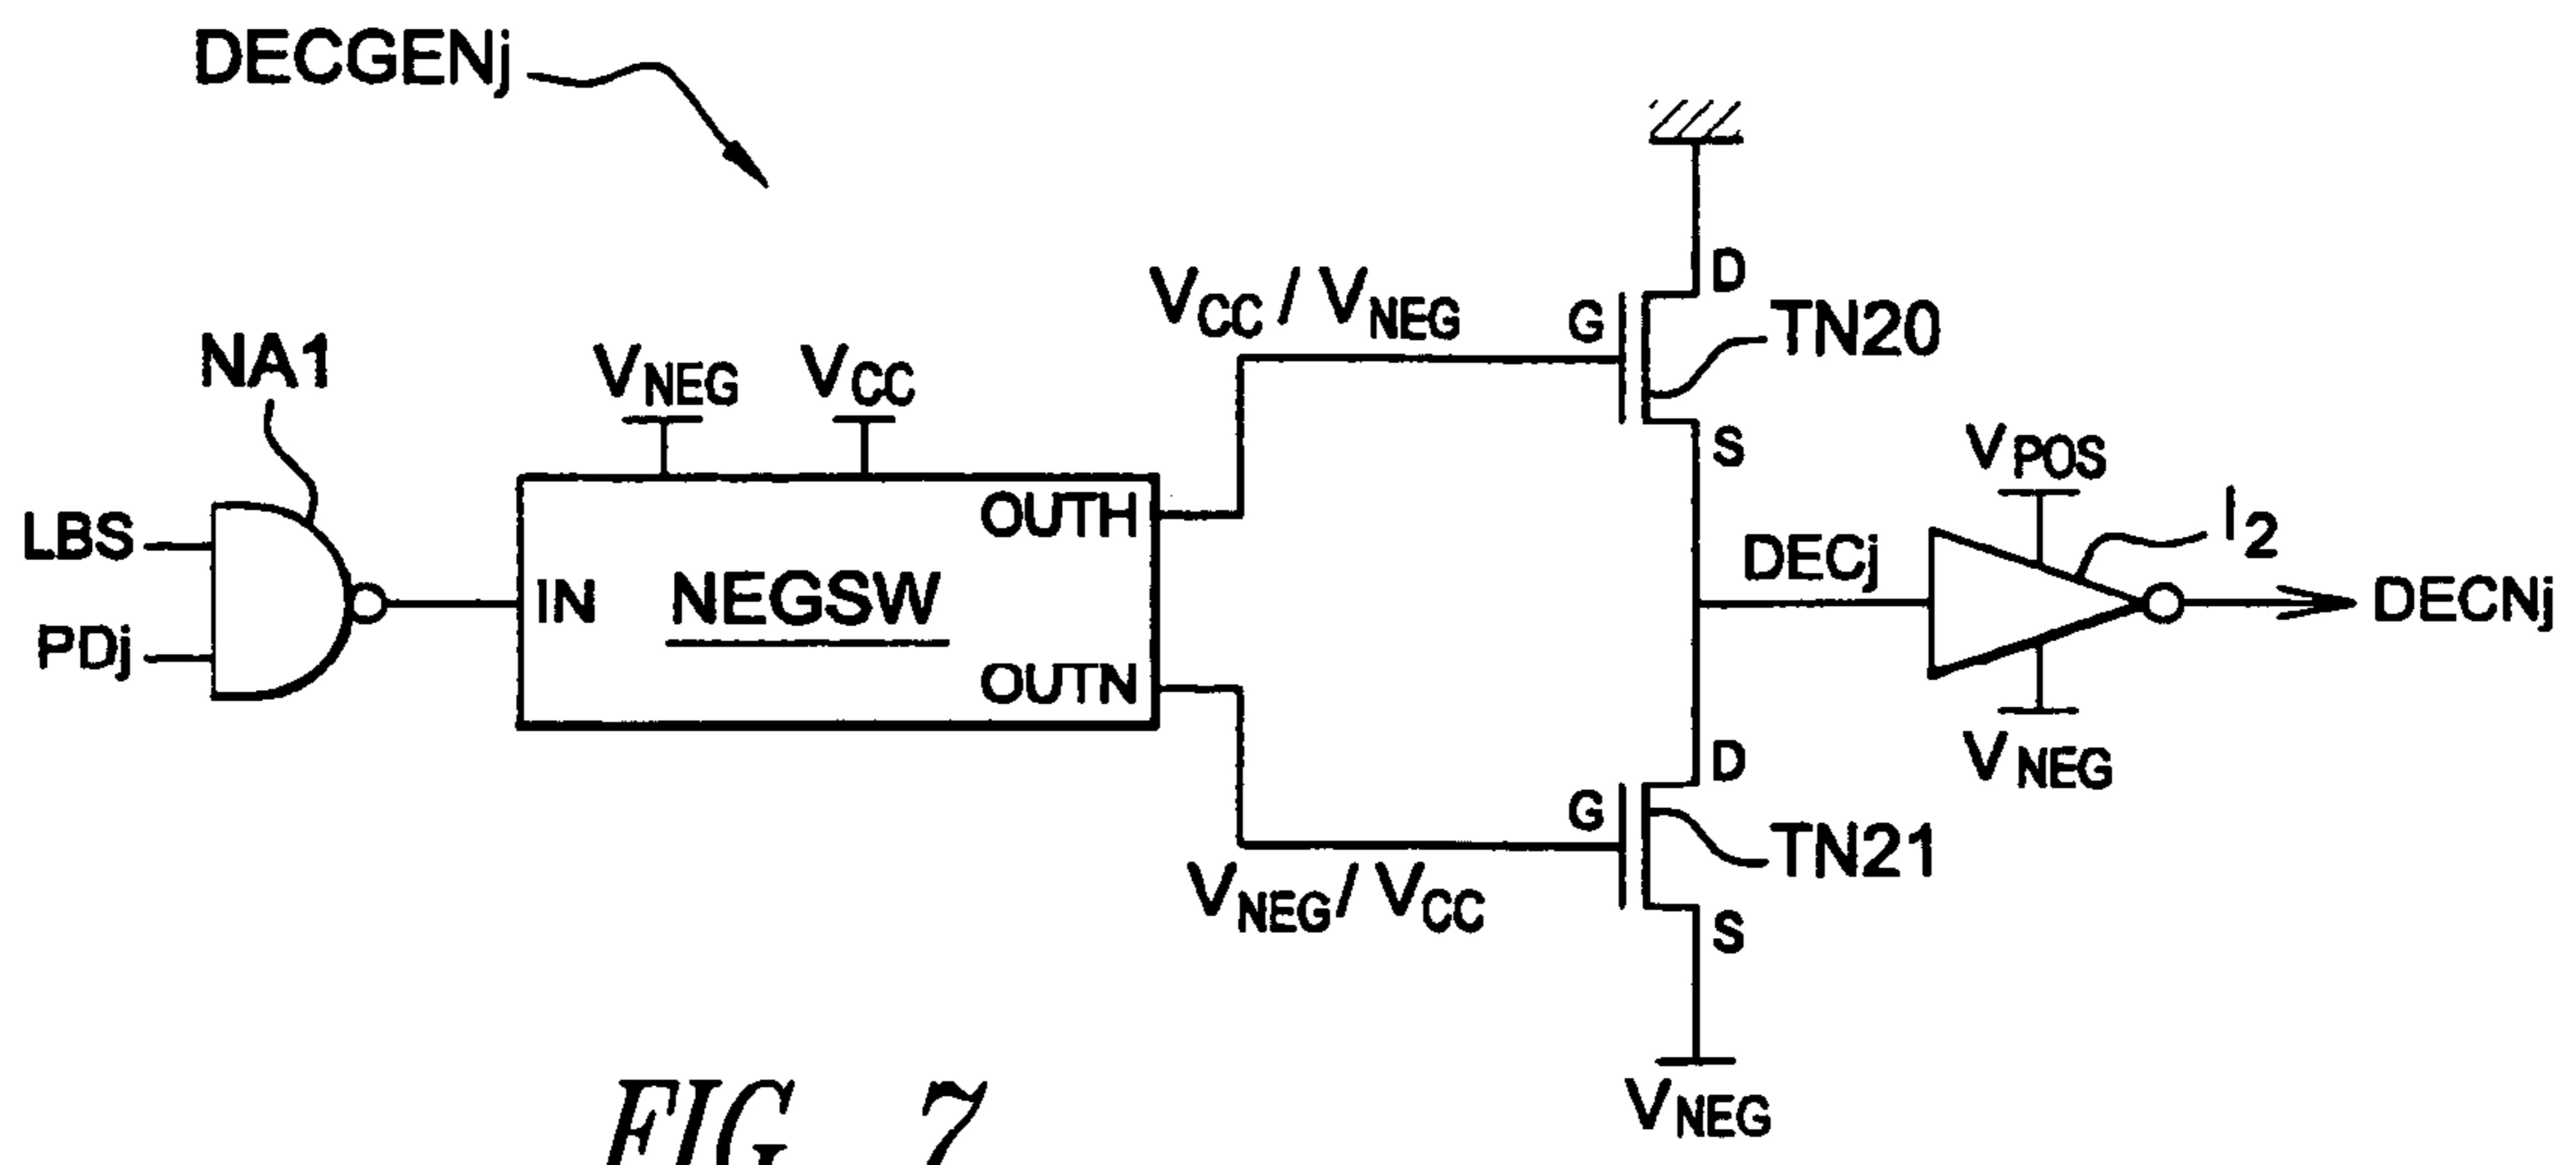 DECGENj
NA1
LBS
PDj
VNEG
VCC
IN
NEGSW
OUTH
OUTN
VCC / VNEG
VNEG / VCC
D
G
S
TN20
D
G
S
TN21
VNEG
DECj
VPOS
VNEG
I2
DECNj
FIG. 7